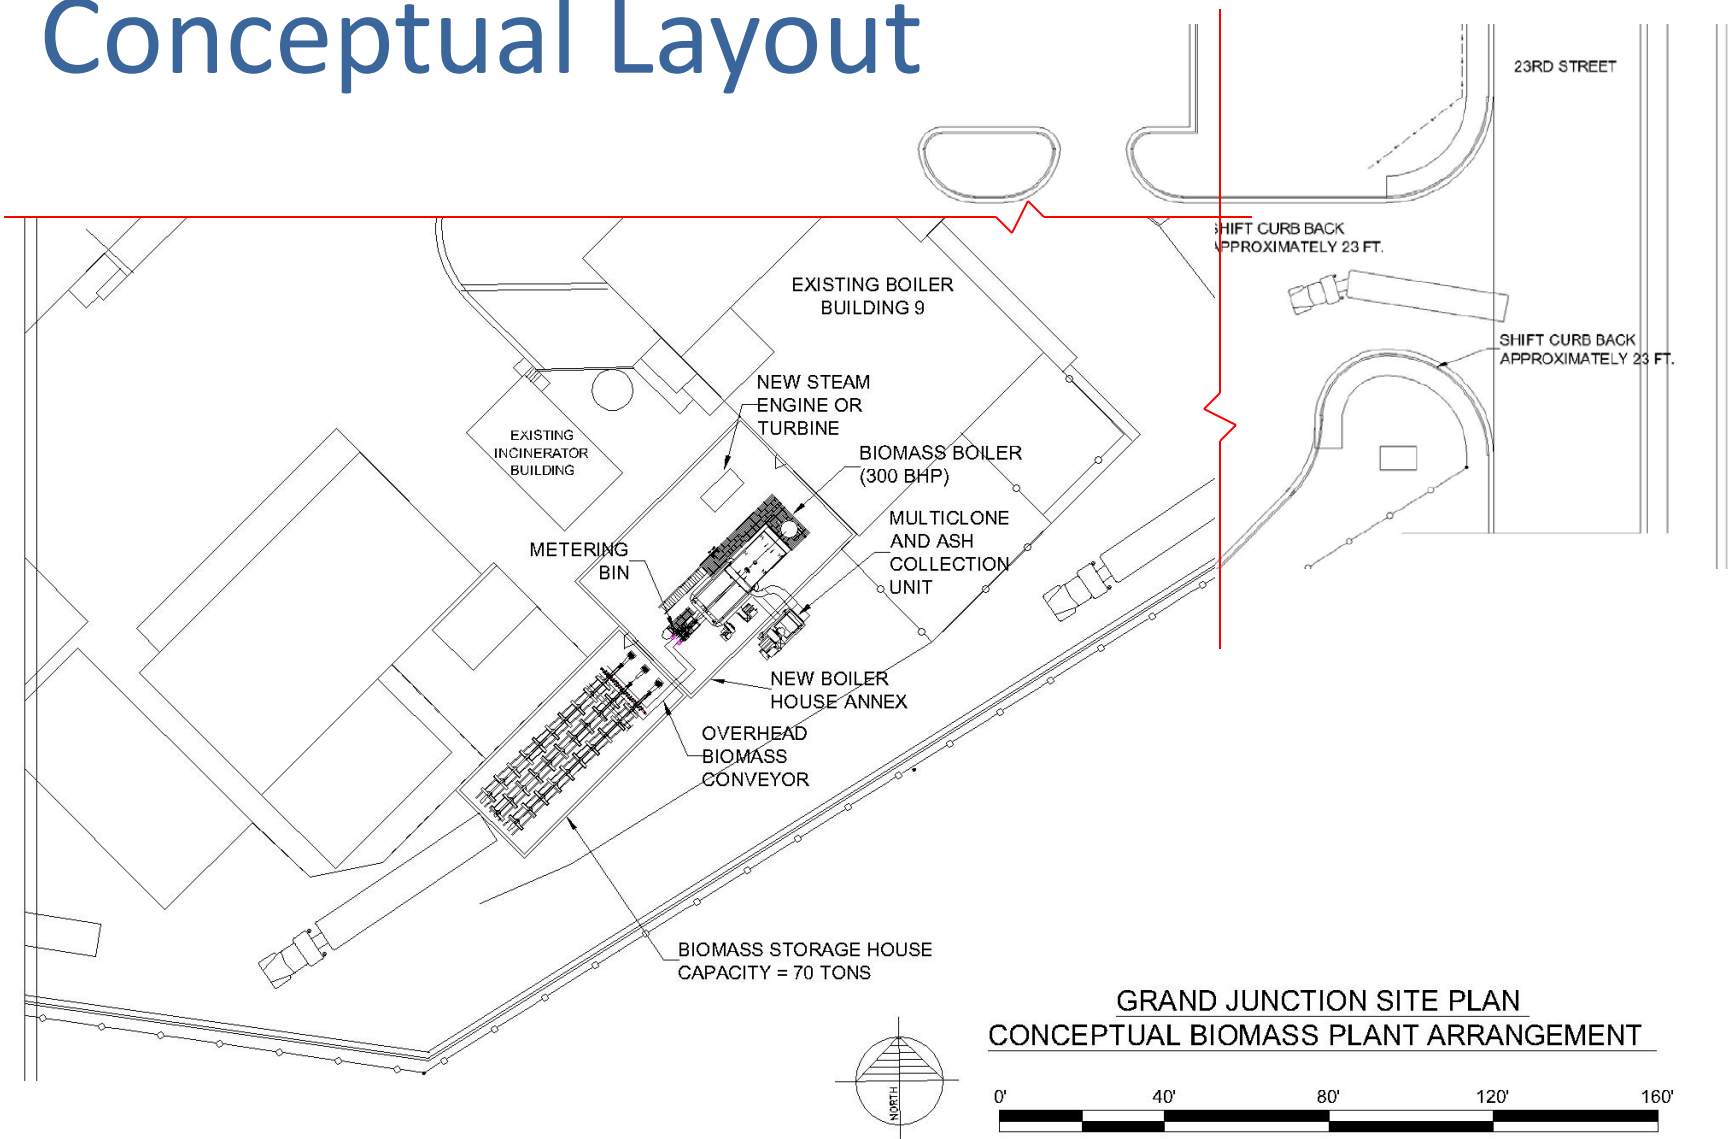 Conceptual Layout
23RD STREET
SHIFT CURB BACK
APPROXIMATELY 23 FT.
EXISTING BOILER
BUILDING 9
SHIFT CURB BACK
APPROXIMATELY 23 FT.
NEW STEAM
ENGINE OR
TURBINE
EXISTING
INCINERATOR
BUILDING
BIOMASS BOILER
(300 BHP)
MULTICLONE
AND ASH
COLLECTION
UNIT
METERING
BIN
NEW BOILER
HOUSE ANNEX
OVERHEAD
BIOMASS
CONVEYOR
BIOMASS STORAGE HOUSE
CAPACITY = 70 TONS
GRAND JUNCTION SITE PLAN
CONCEPTUAL BIOMASS PLANT ARRANGEMENT
NORTH
0' 40' 80' 120' 160'